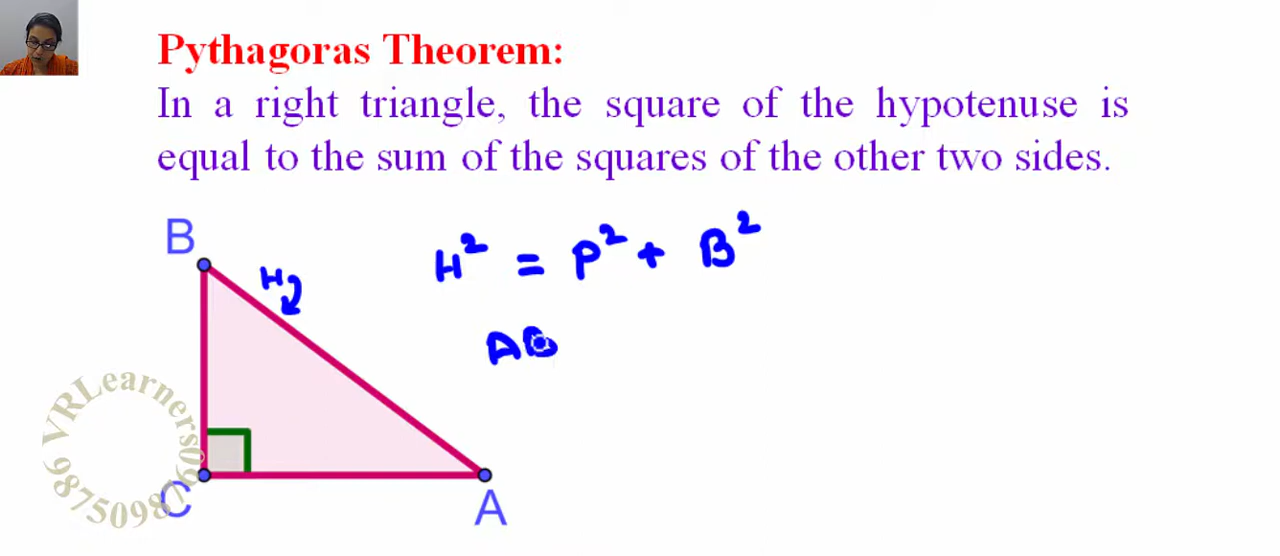 Pythagoras Theorem:
In a right triangle, the square of the hypotenuse is
equal to the sum of the squares of the other two sides.
B
H
H² = P² + B²
AB
C
A
VRLearners
9875098760